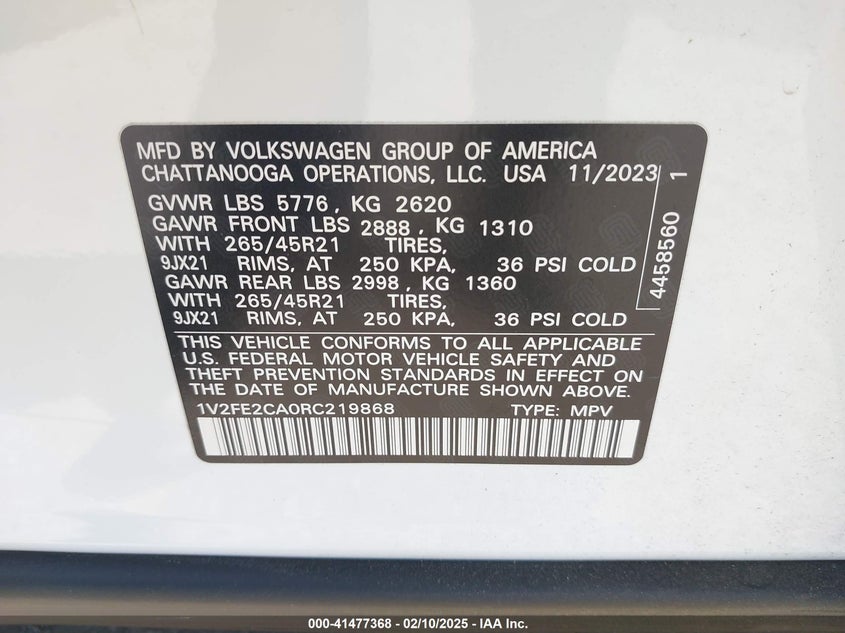 MFD BY VOLKSWAGEN GROUP OF AMERICA
CHATTANOOGA OPERATIONS, LLC. USA 11/2023
GVWR LBS 5776, KG 2620
GAWR FRONT LBS 2888, KG 1310
WITH 265/45R21 TIRES,
9JX21 RIMS, AT 250 KPA, 36 PSI COLD
GAWR REAR LBS 2998, KG 1360
WITH 265/45R21 TIRES,
9JX21 RIMS, AT 250 KPA, 36 PSI COLD
4458560 1
THIS VEHICLE CONFORMS TO ALL APPLICABLE
U.S. FEDERAL MOTOR VEHICLE SAFETY AND
THEFT PREVENTION STANDARDS IN EFFECT ON
THE DATE OF MANUFACTURE SHOWN ABOVE.
1V2FE2CA0RC219868 TYPE: MPV
000-41477368 - 02/10/2025 - IAA Inc.